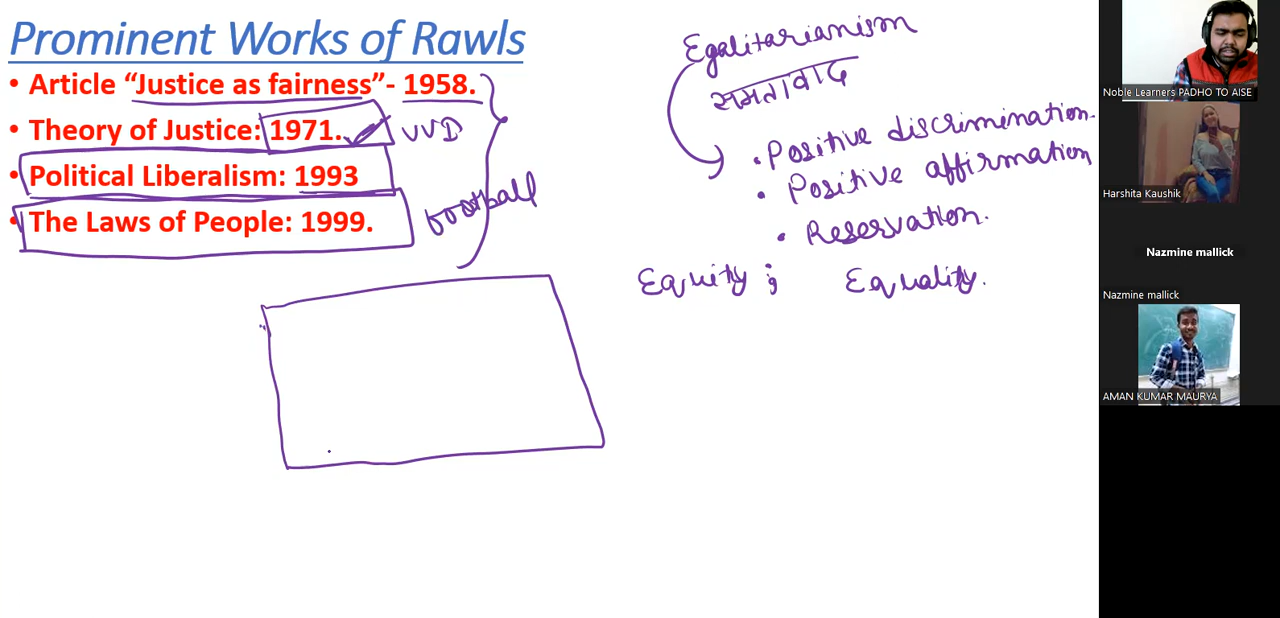 Prominent Works of Rawls
• Article “Justice as fairness”- 1958.
• Theory of Justice: 1971.
VVI
• Political Liberalism: 1993
• The Laws of People: 1999.
football
Egalitarianism
समतावाद
• Positive discrimination.
• Positive affirmation
• Reservation.
Equity ; Equality.
Noble Learners PADHO TO AISE
Harshita Kaushik
Nazmine mallick
Nazmine mallick
AMAN KUMAR MAURYA